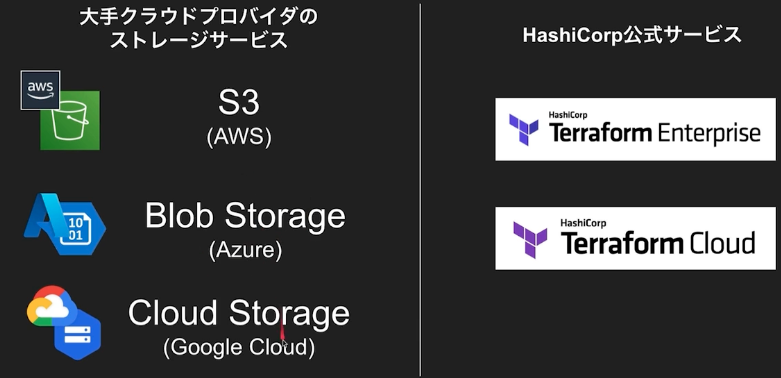 大手クラウドプロバイダの
ストレージサービス
aws
S3
(AWS)
10
01
Blob Storage
(Azure)
Cloud Storage
(Google Cloud)
HashiCorp公式サービス
HashiCorp
Terraform Enterprise
HashiCorp
Terraform Cloud